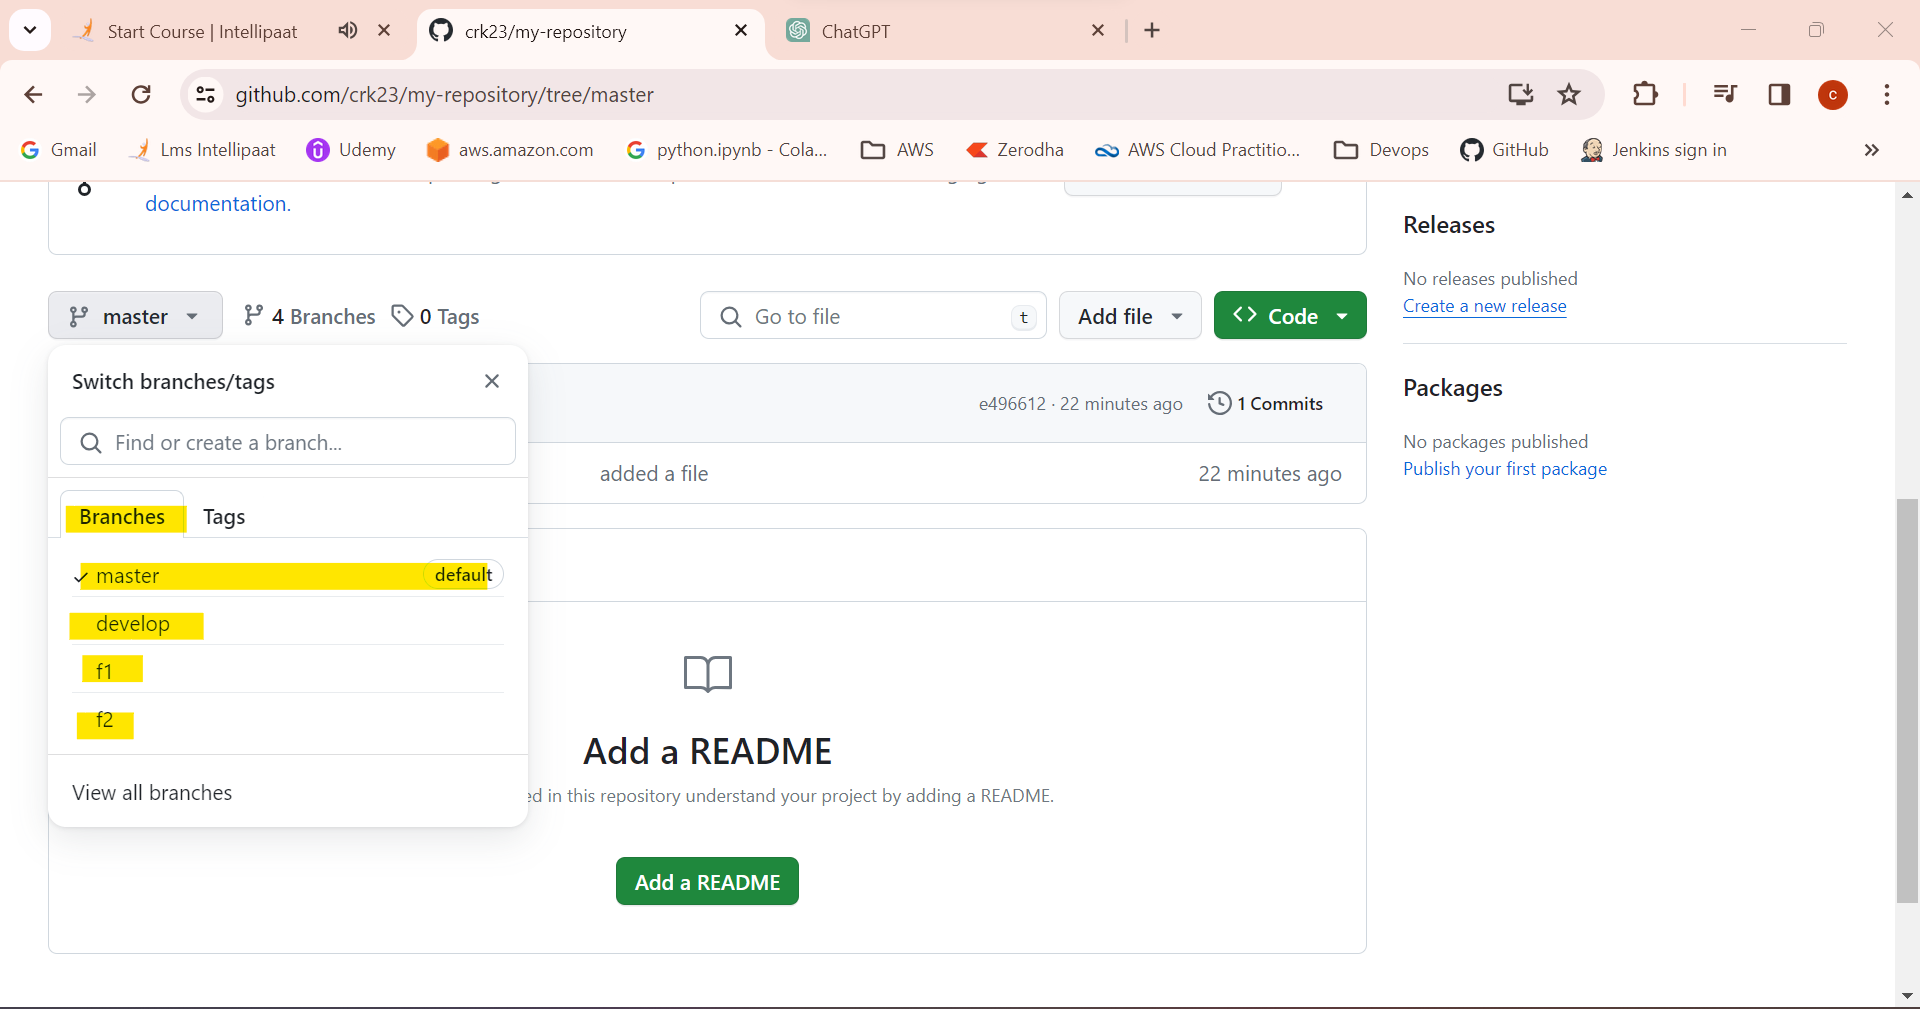 Start Course | Intellipaat
crk23/my-repository
ChatGPT
github.com/crk23/my-repository/tree/master
c
Gmail
Lms Intellipaat
Udemy
aws.amazon.com
python.ipynb - Cola...
AWS
Zerodha
AWS Cloud Practitio...
Devops
GitHub
Jenkins sign in
documentation.
master
4 Branches
0 Tags
Go to file
t
Add file
Code
Switch branches/tags
Find or create a branch...
Branches
Tags
master
default
develop
f1
f2
View all branches
e496612 · 22 minutes ago
1 Commits
added a file
22 minutes ago
Add a README
in this repository understand your project by adding a README.
Add a README
Releases
No releases published
Create a new release
Packages
No packages published
Publish your first package